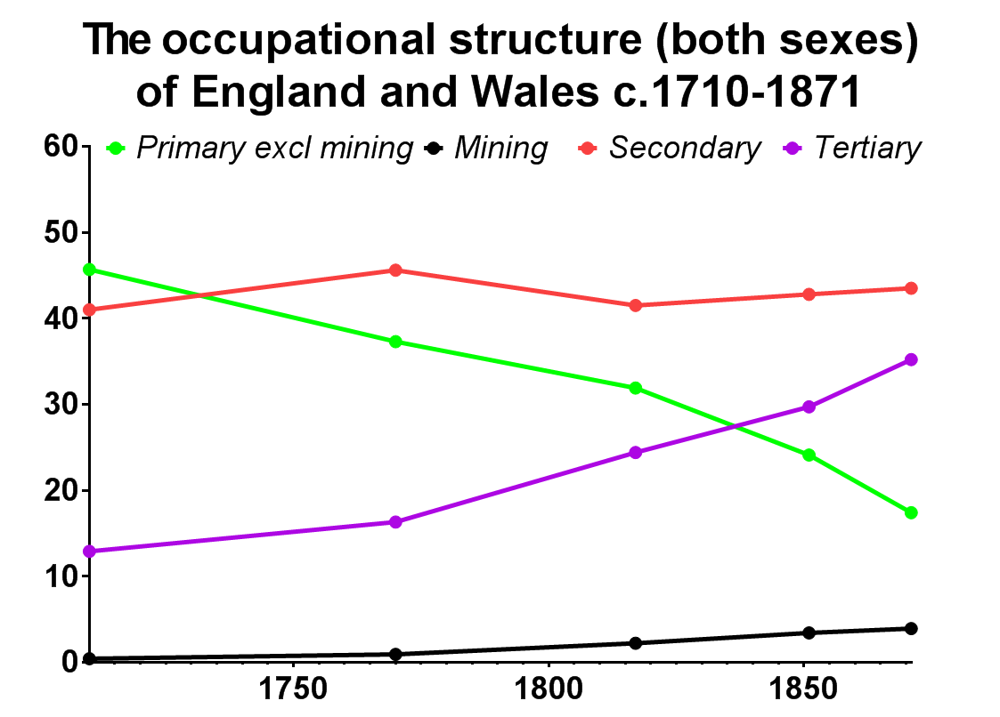 The occupational structure (both sexes)
of England and Wales c.1710-1871
60
Primary excl mining Mining Secondary Tertiary
50
40
30
20
10
0
1750 1800 1850